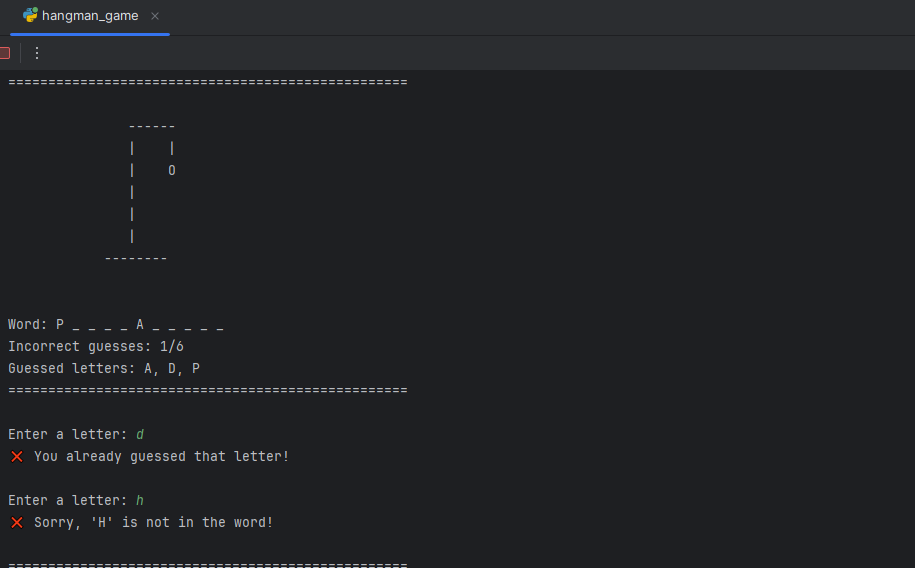 hangman_game
==================================================
------
|    |
|    O
|
|
|
--------
Word: P _ _ _ _ A _ _ _ _ _
Incorrect guesses: 1/6
Guessed letters: A, D, P
==================================================
Enter a letter: d
❌ You already guessed that letter!
Enter a letter: h
❌ Sorry, 'H' is not in the word!
==================================================